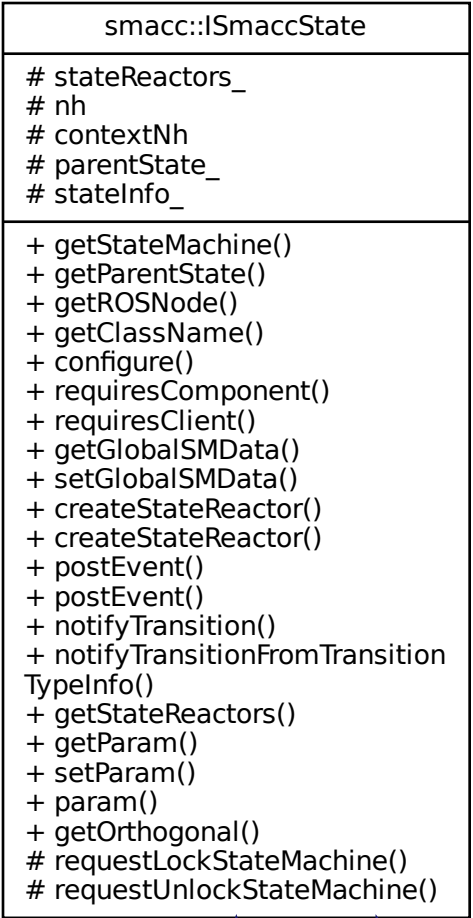 smacc::ISmaccState
# stateReactors_
# nh
# contextNh
# parentState_
# stateInfo_
+ getStateMachine()
+ getParentState()
+ getROSNode()
+ getClassName()
+ configure()
+ requiresComponent()
+ requiresClient()
+ getGlobalSMData()
+ setGlobalSMData()
+ createStateReactor()
+ createStateReactor()
+ postEvent()
+ postEvent()
+ notifyTransition()
+ notifyTransitionFromTransition
TypeInfo()
+ getStateReactors()
+ getParam()
+ setParam()
+ param()
+ getOrthogonal()
# requestLockStateMachine()
# requestUnlockStateMachine()